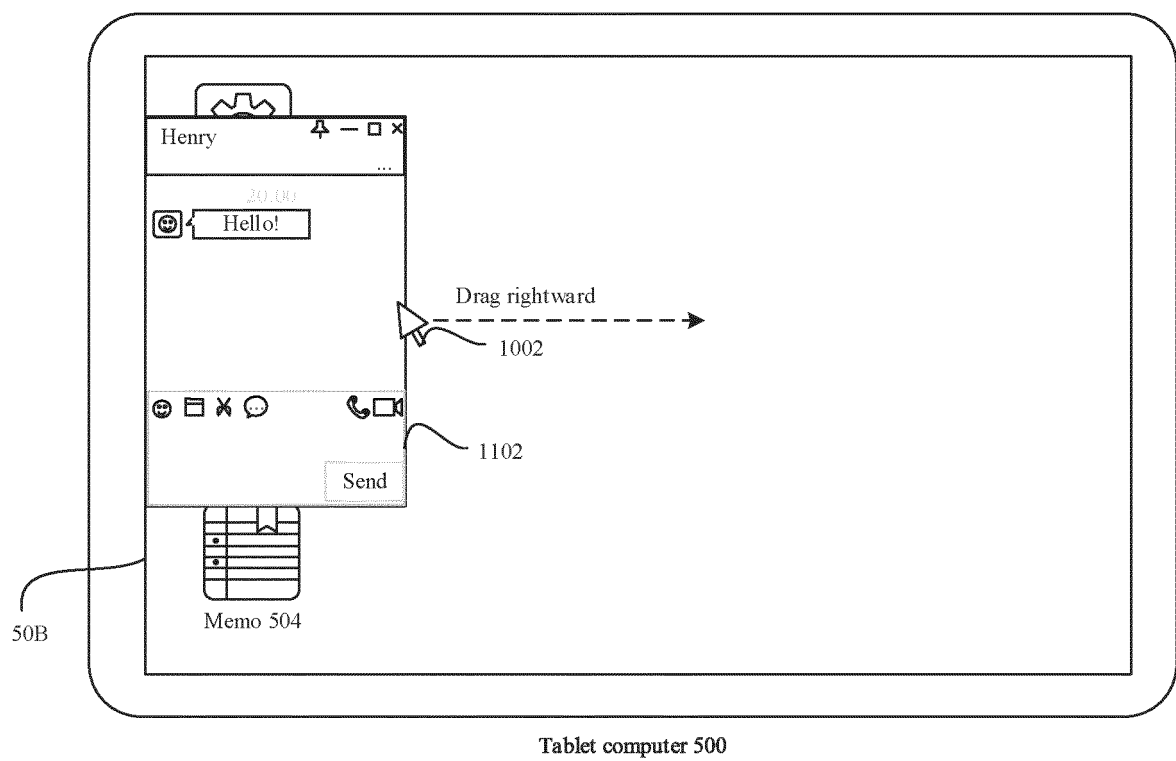 Henry
...
20:00
Hello!
Drag rightward
1002
1102
Send
50B
Memo 504
Tablet computer 500